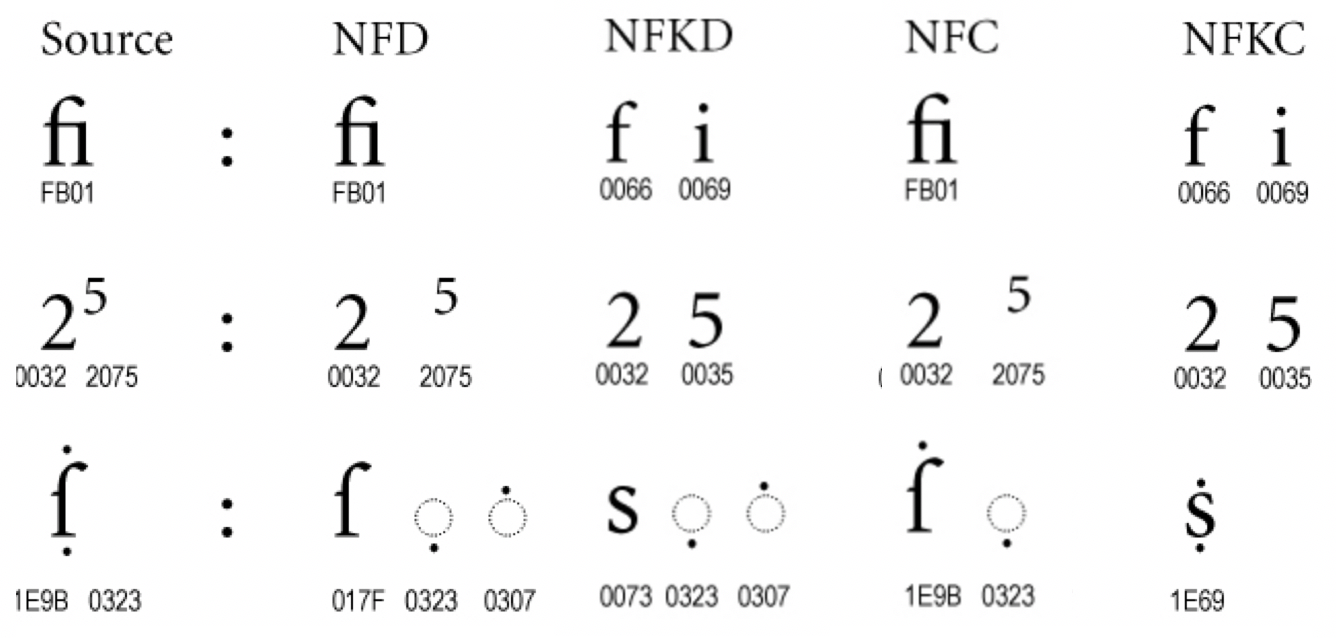 Source NFD NFKD NFC NFKC
ﬁ : ﬁ f i ﬁ f i
FB01 FB01 0066 0069 FB01 0066 0069
2⁵ : 2 ⁵ 2 5 2 ⁵ 2 5
0032 2075 0032 2075 0032 0035 ( 0032 2075 0032 0035
ẛ̣ : ſ ◌̣ ◌̇ s ◌̣ ◌̇ ẛ ◌̣ ṩ
1E9B 0323 017F 0323 0307 0073 0323 0307 1E9B 0323 1E69